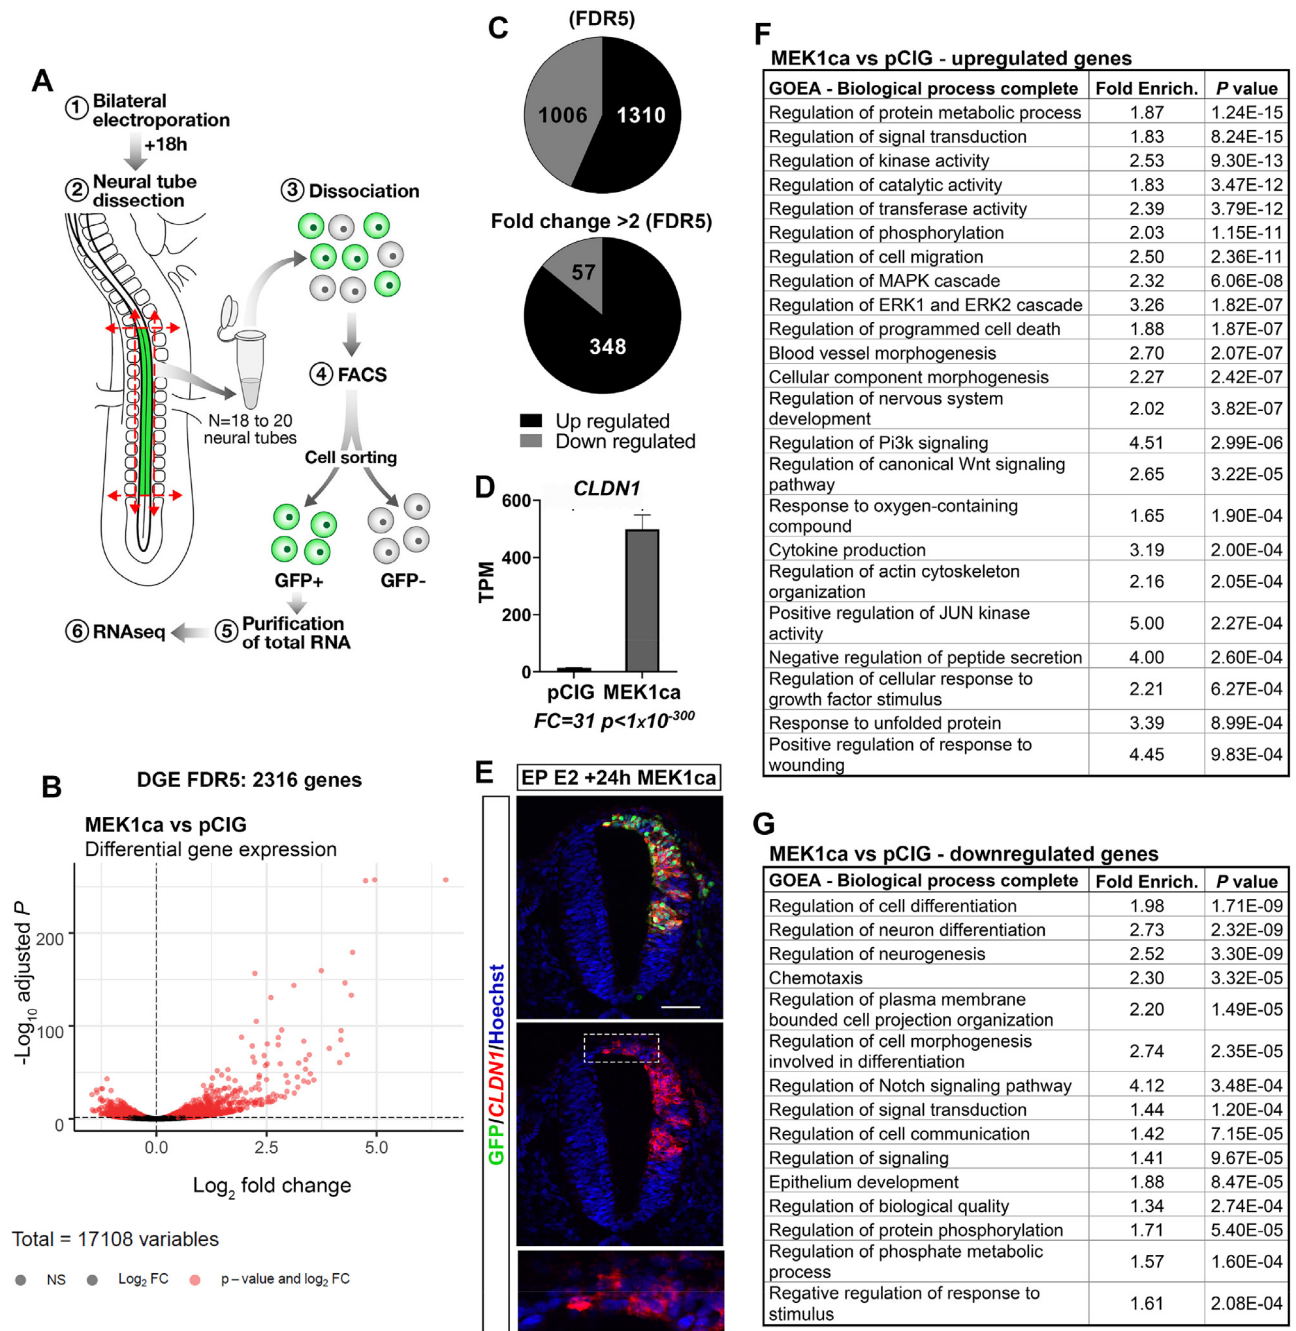 A
① Bilateral
electroporation
+18h
② Neural tube
dissection
③ Dissociation
N=18 to 20
neural tubes
④ FACS
Cell sorting
GFP+
GFP-
⑤ Purification
of total RNA
⑥ RNAseq
B
DGE FDR5: 2316 genes
MEK1ca vs pCIG
Differential gene expression
-Log10 adjusted P
200
100
0
0.0
2.5
5.0
Log2 fold change
Total = 17108 variables
NS
Log2 FC
p – value and log2 FC
C
(FDR5)
1006
1310
Fold change >2 (FDR5)
57
348
Up regulated
Down regulated
D
CLDN1
TPM
600
400
200
0
pCIG MEK1ca
FC=31 p<1x10-300
E
EP E2 +24h MEK1ca
GFP/CLDN1/Hoechst
F
MEK1ca vs pCIG - upregulated genes
GOEA - Biological process complete Fold Enrich. P value
Regulation of protein metabolic process 1.87 1.24E-15
Regulation of signal transduction 1.83 8.24E-15
Regulation of kinase activity 2.53 9.30E-13
Regulation of catalytic activity 1.83 3.47E-12
Regulation of transferase activity 2.39 3.79E-12
Regulation of phosphorylation 2.03 1.15E-11
Regulation of cell migration 2.50 2.36E-11
Regulation of MAPK cascade 2.32 6.06E-08
Regulation of ERK1 and ERK2 cascade 3.26 1.82E-07
Regulation of programmed cell death 1.88 1.87E-07
Blood vessel morphogenesis 2.70 2.07E-07
Cellular component morphogenesis 2.27 2.42E-07
Regulation of nervous system
development 2.02 3.82E-07
Regulation of Pi3k signaling 4.51 2.99E-06
Regulation of canonical Wnt signaling
pathway 2.65 3.22E-05
Response to oxygen-containing
compound 1.65 1.90E-04
Cytokine production 3.19 2.00E-04
Regulation of actin cytoskeleton
organization 2.16 2.05E-04
Positive regulation of JUN kinase
activity 5.00 2.27E-04
Negative regulation of peptide secretion 4.00 2.60E-04
Regulation of cellular response to
growth factor stimulus 2.21 6.27E-04
Response to unfolded protein 3.39 8.99E-04
Positive regulation of response to
wounding 4.45 9.83E-04
G
MEK1ca vs pCIG - downregulated genes
GOEA - Biological process complete Fold Enrich. P value
Regulation of cell differentiation 1.98 1.71E-09
Regulation of neuron differentiation 2.73 2.32E-09
Regulation of neurogenesis 2.52 3.30E-09
Chemotaxis 2.30 3.32E-05
Regulation of plasma membrane
bounded cell projection organization 2.20 1.49E-05
Regulation of cell morphogenesis
involved in differentiation 2.74 2.35E-05
Regulation of Notch signaling pathway 4.12 3.48E-04
Regulation of signal transduction 1.44 1.20E-04
Regulation of cell communication 1.42 7.15E-05
Regulation of signaling 1.41 9.67E-05
Epithelium development 1.88 8.47E-05
Regulation of biological quality 1.34 2.74E-04
Regulation of protein phosphorylation 1.71 5.40E-05
Regulation of phosphate metabolic
process 1.57 1.60E-04
Negative regulation of response to
stimulus 1.61 2.08E-04